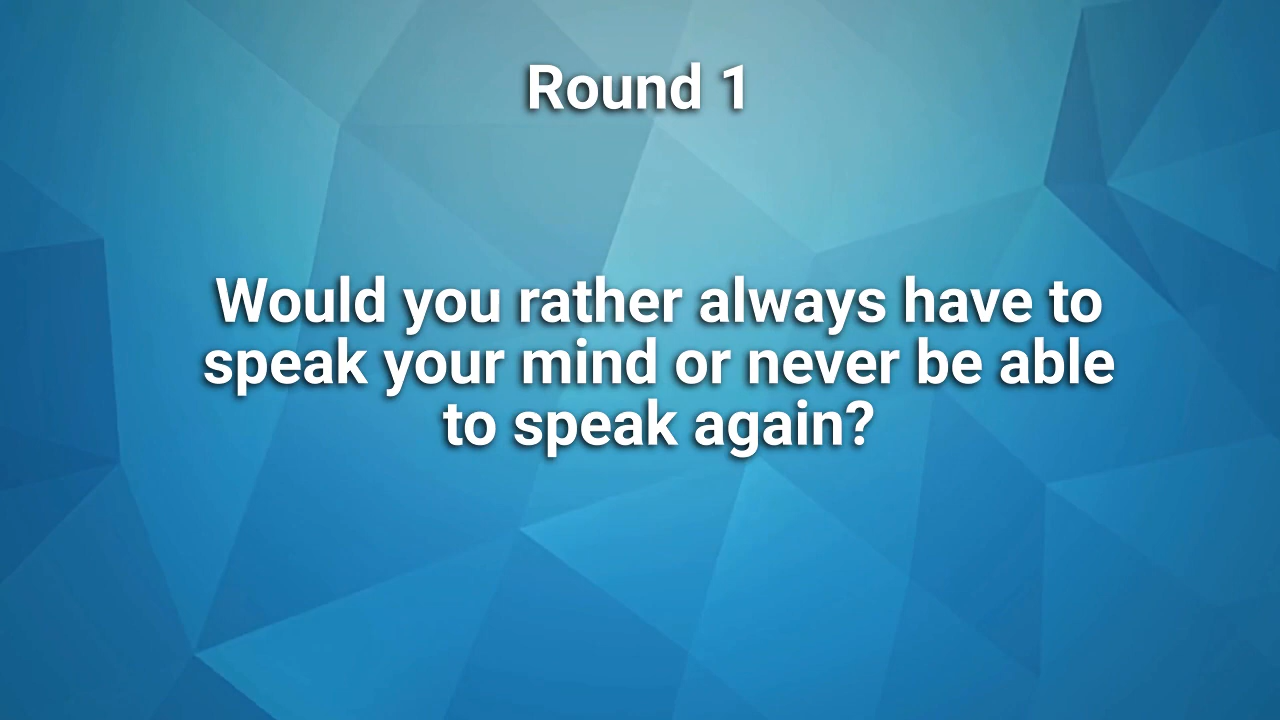 Round 1
Would you rather always have to
speak your mind or never be able
to speak again?